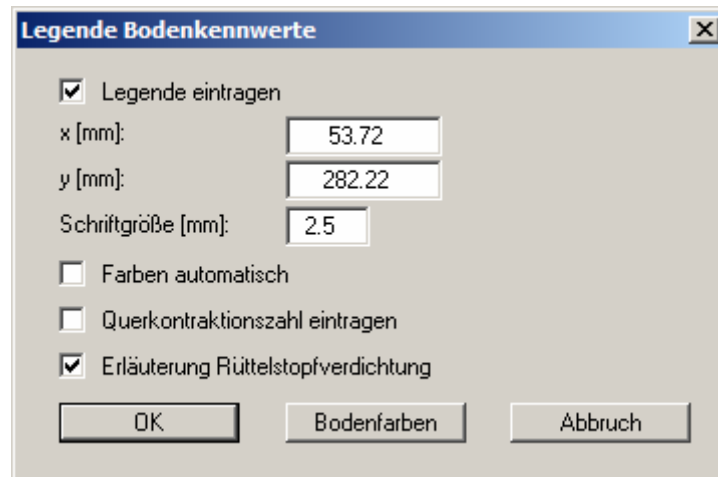 Legende Bodenkennwerte
Legende eintragen
x [mm]: 53.72
y [mm]: 282.22
Schriftgröße [mm]: 2.5
Farben automatisch
Querkontraktionszahl eintragen
Erläuterung Rüttelstopfverdichtung
OK Bodenfarben Abbruch